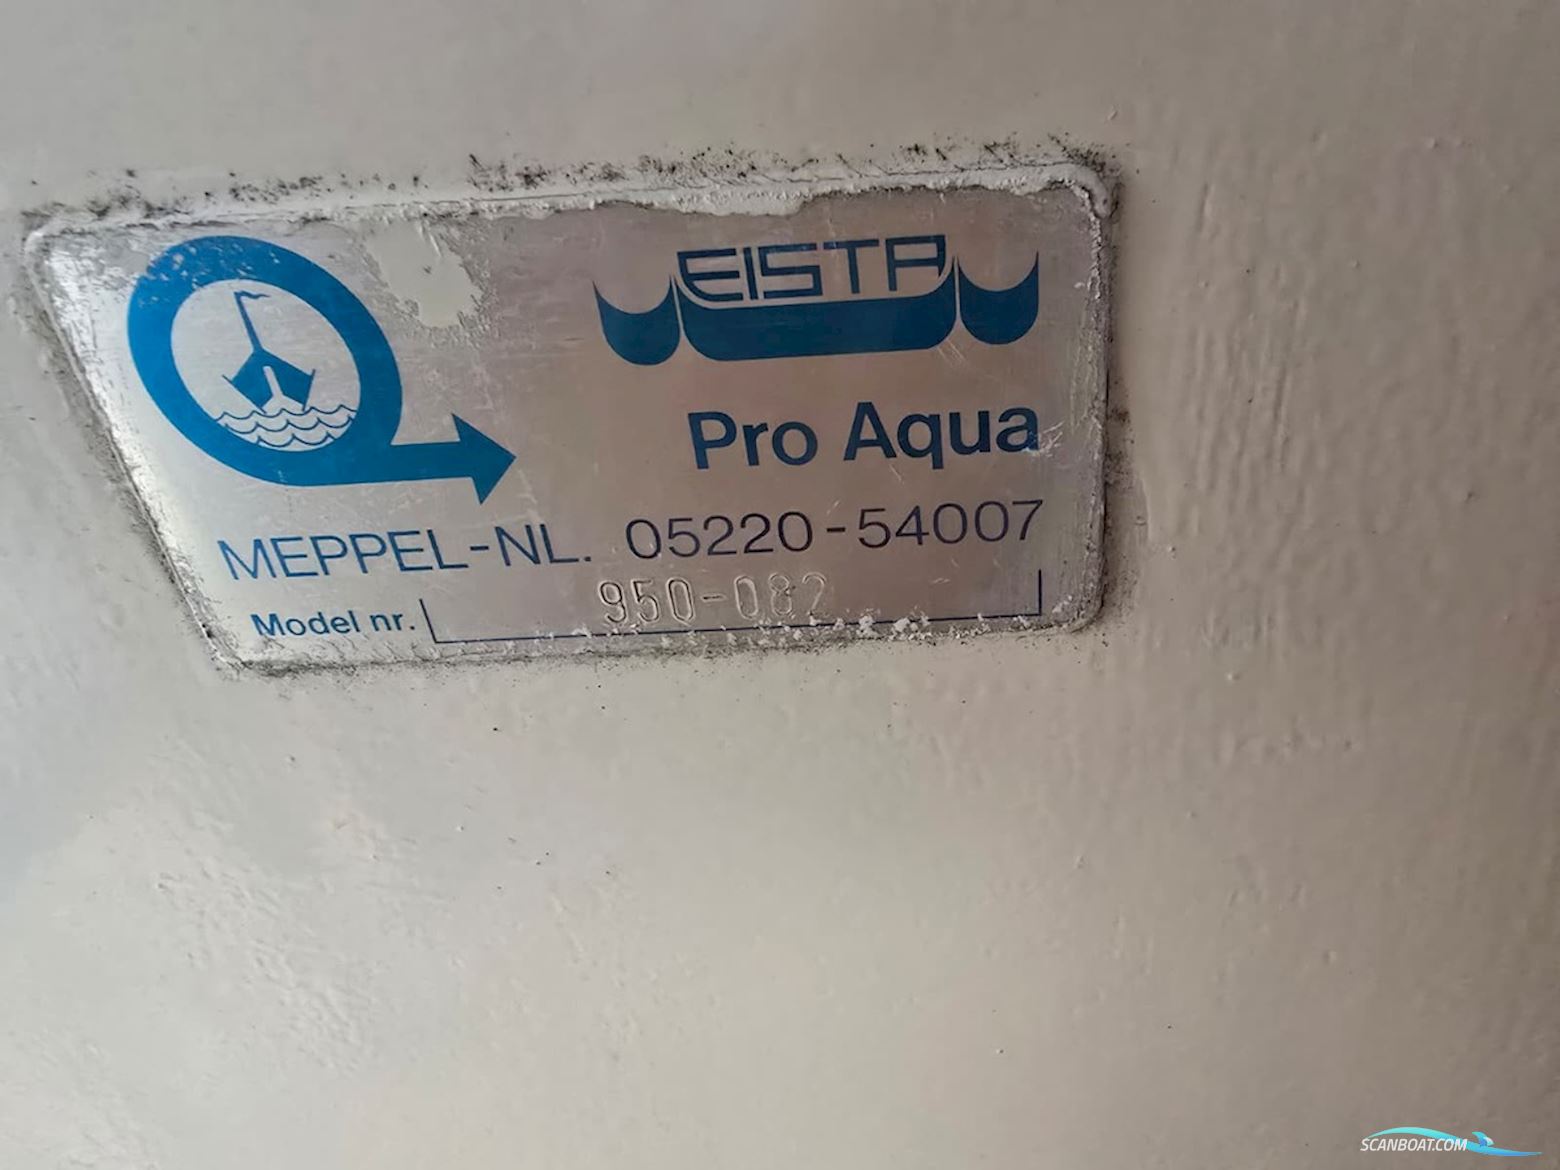 EISTA
Pro Aqua
MEPPEL-NL. 05220-54007
Model nr. 950-082
SCANBOAT.COM